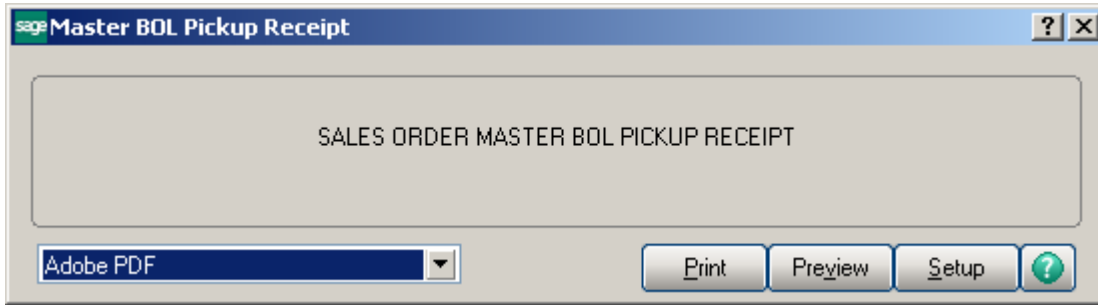 sage Master BOL Pickup Receipt ? X
SALES ORDER MASTER BOL PICKUP RECEIPT
Adobe PDF Print Preview Setup ?